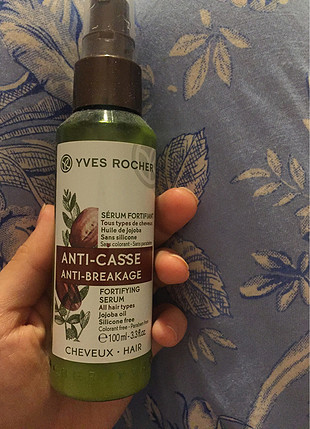 YVES ROCHER
SÉRUM FORTIFIANT
Tous types de cheveux
Huile de Jojoba
Sans silicone
Sans colorant - Sans parabène
ANTI-CASSE
ANTI-BREAKAGE
FORTIFYING
SERUM
All hair types
Jojoba oil
Silicone free
Colorant free - Paraben free
e 100 ml - 3.3 fl.oz
CHEVEUX • HAIR